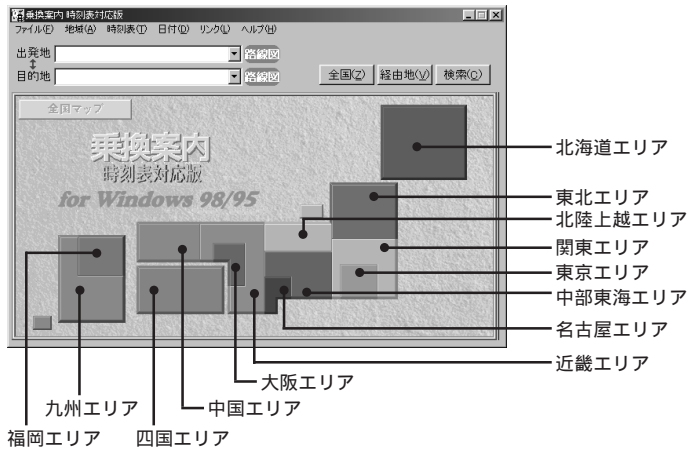 乗換案内 時刻表対応版
ファイル(F) 地域(A) 時刻表(T) 日付(D) リンク(L) ヘルプ(H)
出発地 路線図
目的地 路線図 全国(Z) 経由地(V) 検索(Q)
全国マップ
乗換案内
時刻表対応版
for Windows 98/95
北海道エリア
東北エリア
北陸上越エリア
関東エリア
東京エリア
中部東海エリア
名古屋エリア
近畿エリア
大阪エリア
九州エリア 中国エリア
福岡エリア 四国エリア